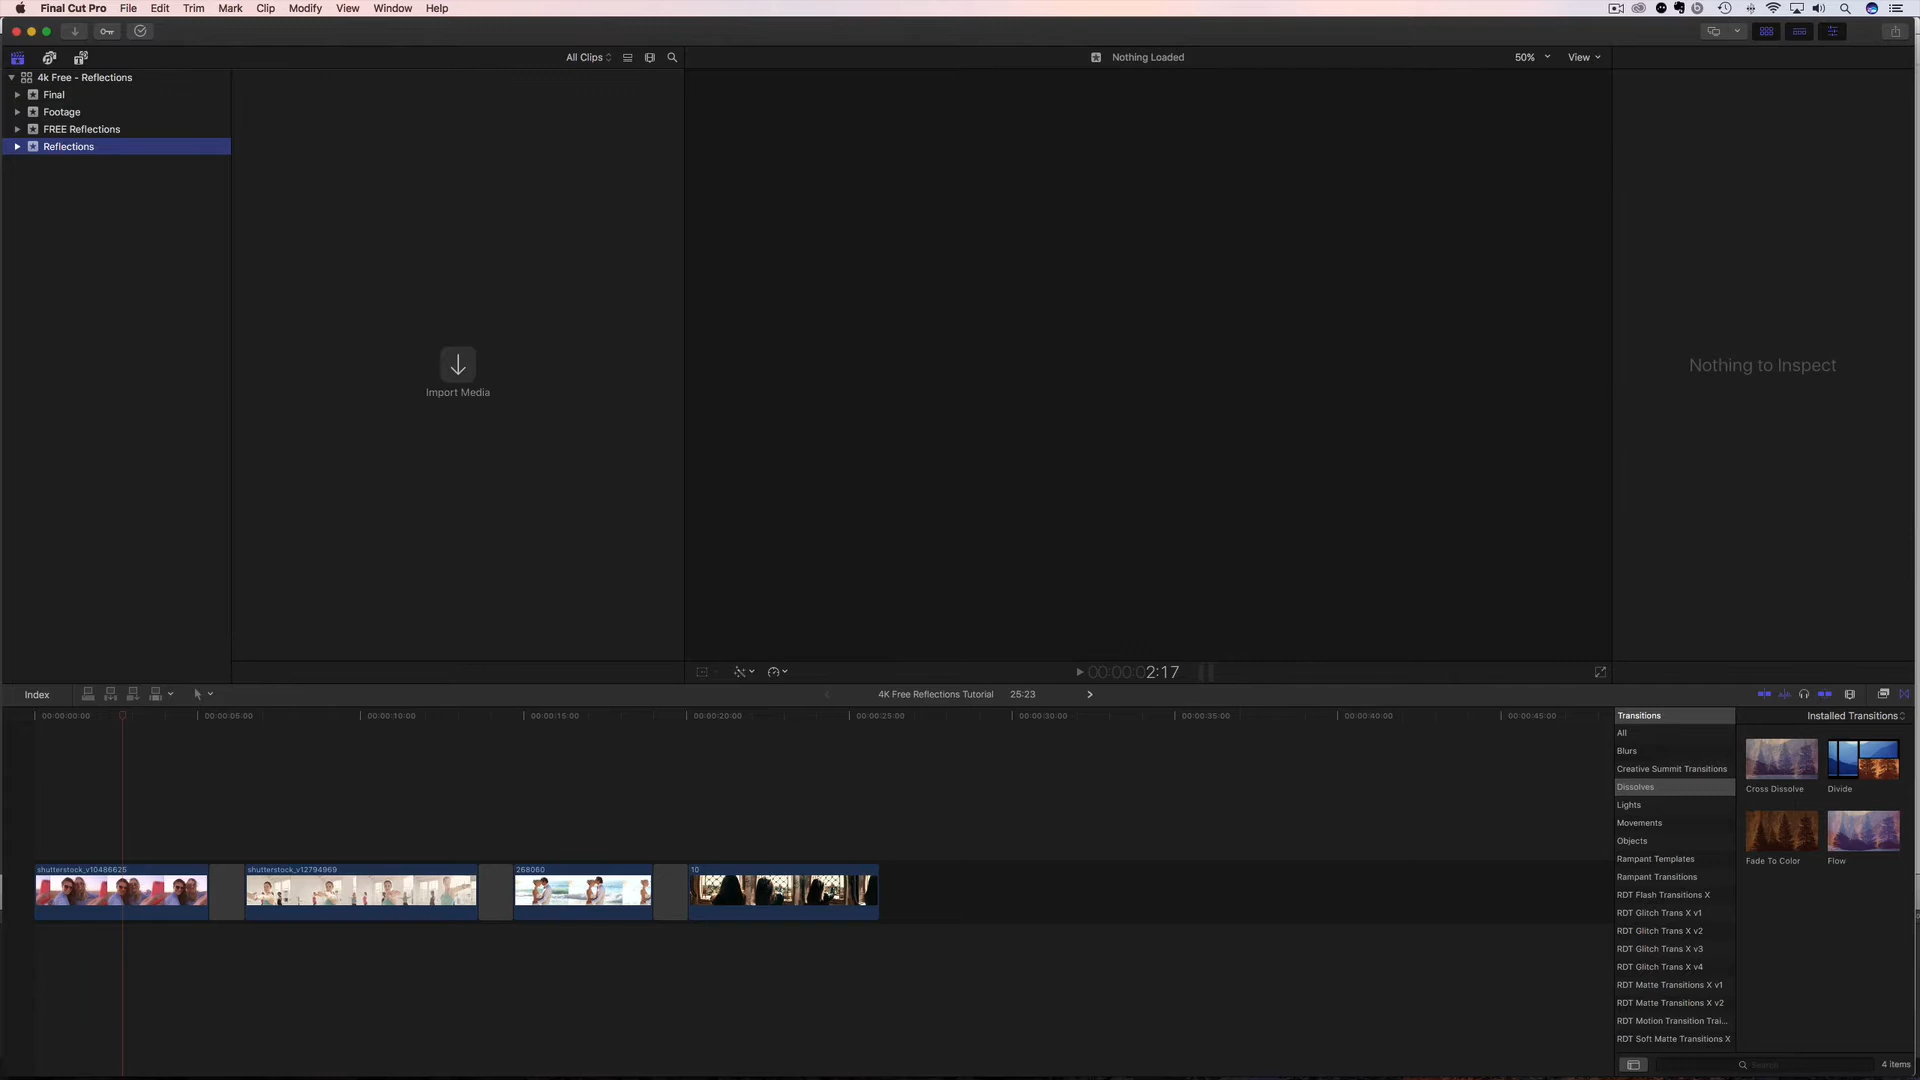 Final Cut Pro File Edit Trim Mark Clip Modify View Window Help
All Clips
Nothing Loaded
50%
View
4k Free - Reflections
Final
Footage
FREE Reflections
Reflections
Import Media
Nothing to Inspect
00:00:02:17
Index
4K Free Reflections Tutorial 25:23
00:00:00:00 00:00:05:00 00:00:10:00 00:00:15:00 00:00:20:00 00:00:25:00 00:00:30:00 00:00:35:00 00:00:40:00 00:00:45:00
shutterstock_v10486625
shutterstock_v12794969
268060
10
Transitions
All
Blurs
Creative Summit Transitions
Dissolves
Lights
Movements
Objects
Rampant Templates
Rampant Transitions
RDT Flash Transitions X
RDT Glitch Trans X v1
RDT Glitch Trans X v2
RDT Glitch Trans X v3
RDT Glitch Trans X v4
RDT Matte Transitions X v1
RDT Matte Transitions X v2
RDT Motion Transition Trai...
RDT Soft Matte Transitions X
Installed Transitions
Cross Dissolve
Divide
Fade To Color
Flow
Search
4 items